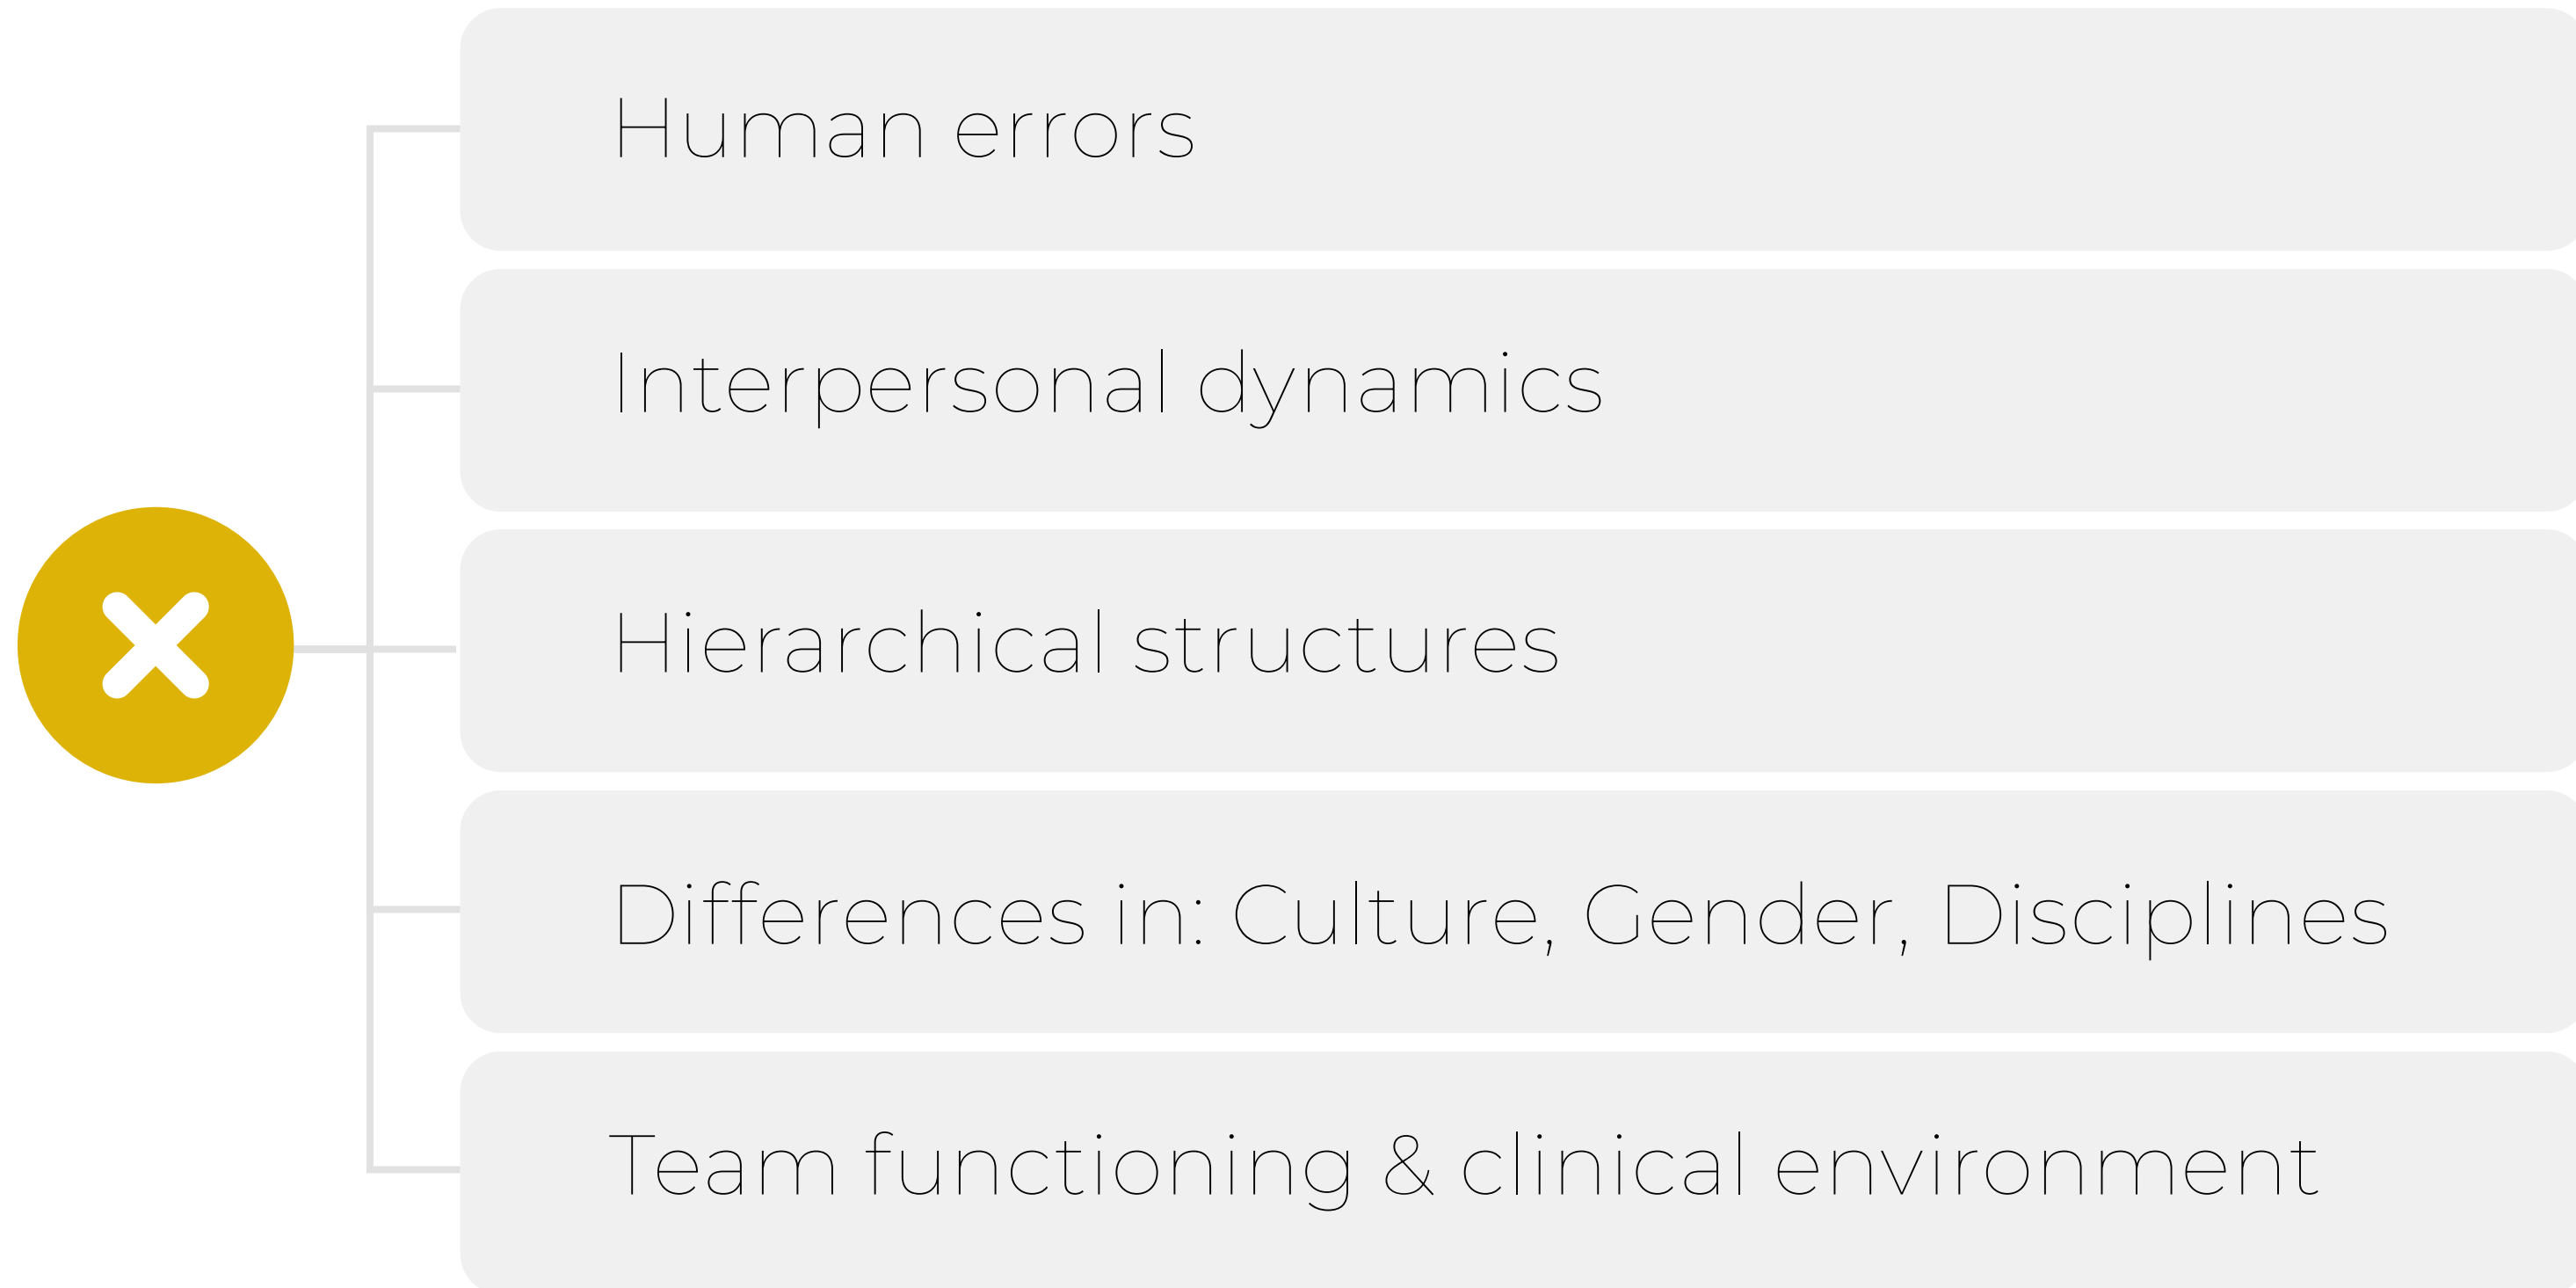 Human errors
Interpersonal dynamics
Hierarchical structures
Differences in: Culture, Gender, Disciplines
Team functioning & clinical environment